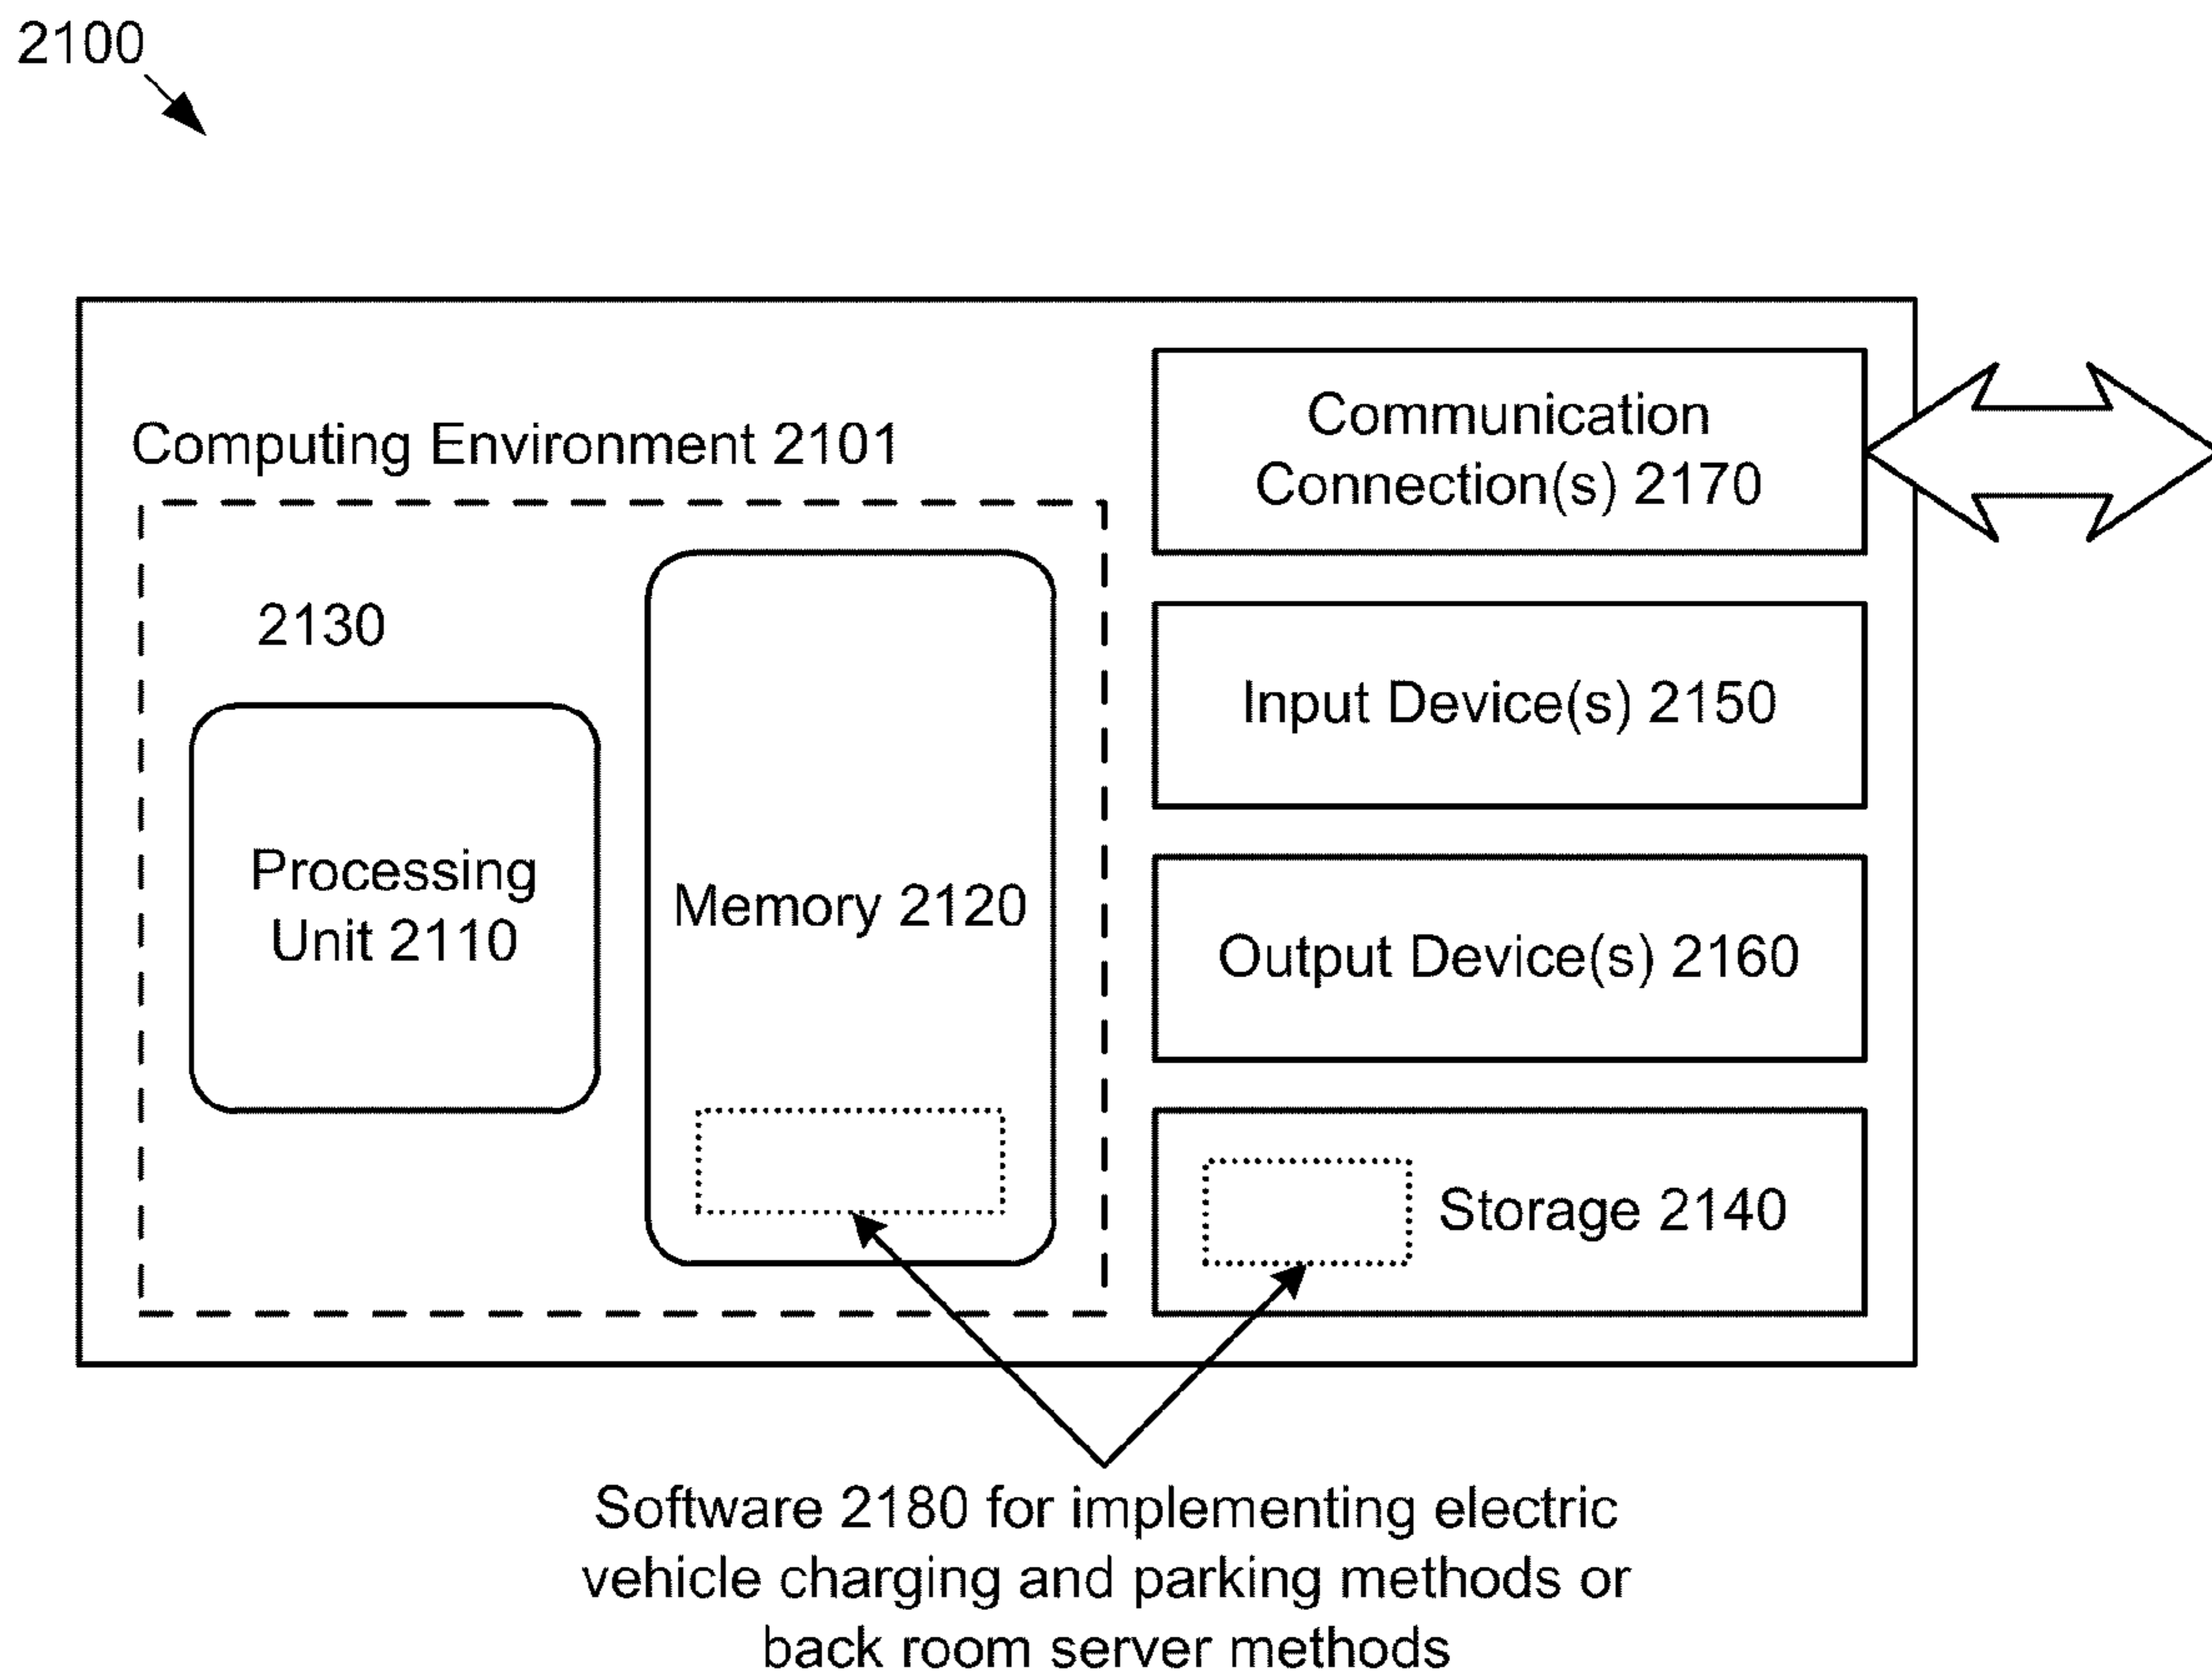 2100
Computing Environment 2101
2130
Processing
Unit 2110
Memory 2120
Communication
Connection(s) 2170
Input Device(s) 2150
Output Device(s) 2160
Storage 2140
Software 2180 for implementing electric
vehicle charging and parking methods or
back room server methods